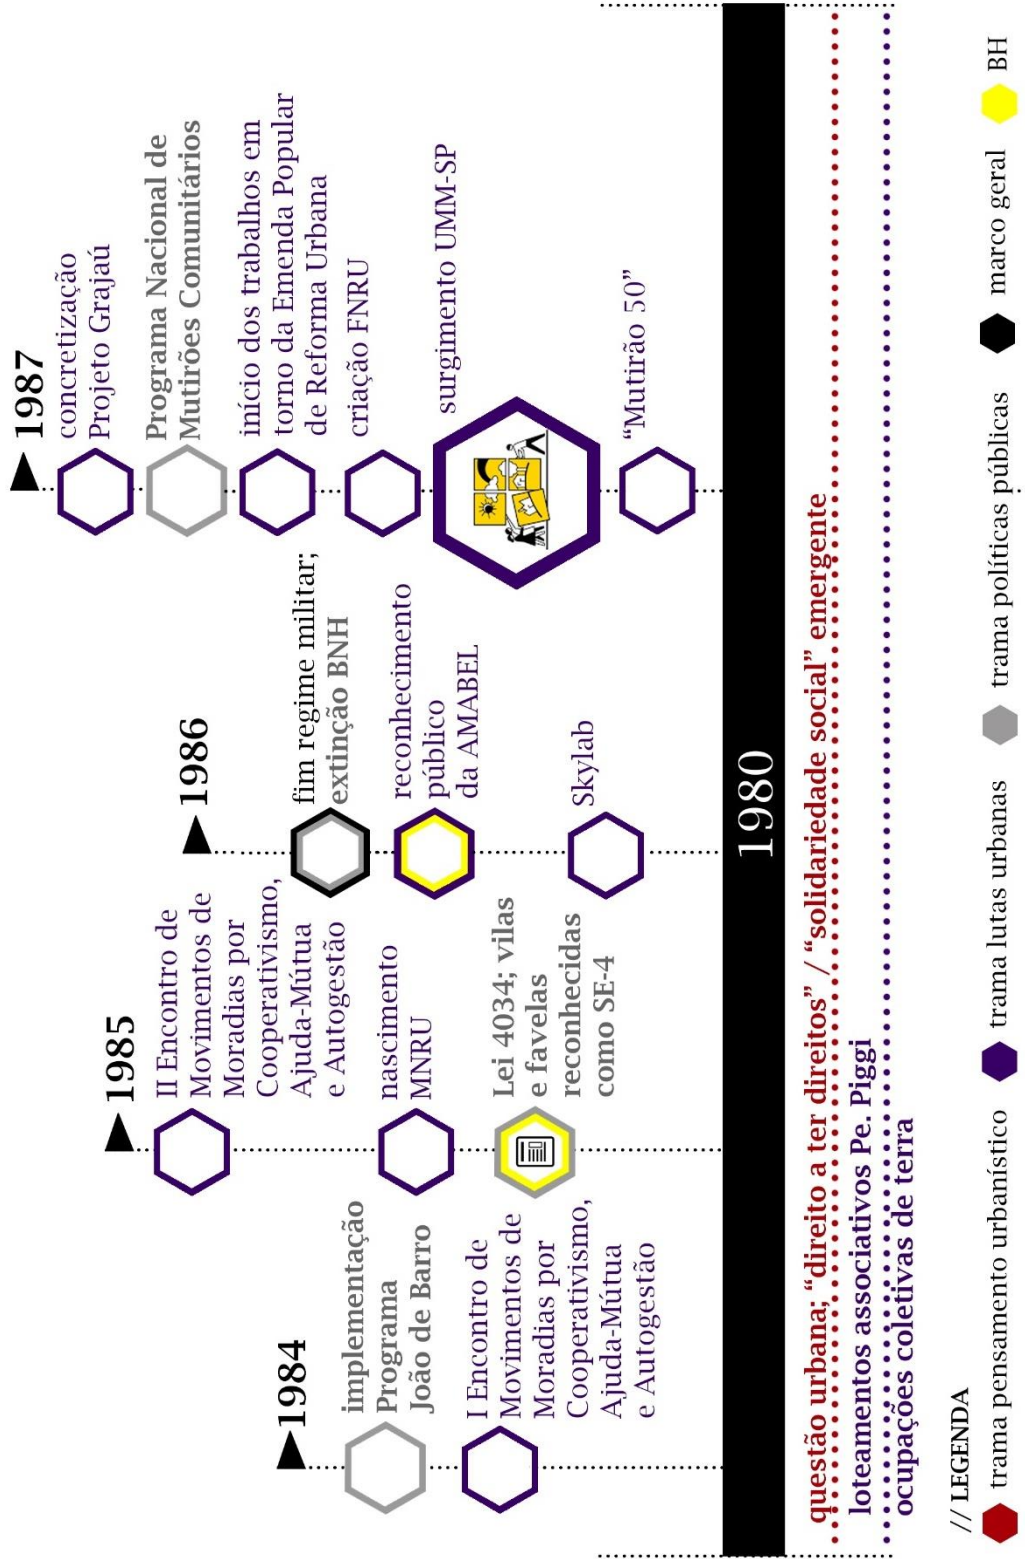 1984
implementação
Programa
João de Barro
I Encontro de
Movimentos de
Moradias por
Cooperativismo,
Ajuda-Mútua
e Autogestão
1985
II Encontro de
Movimentos de
Moradias por
Cooperativismo,
Ajuda-Mútua
e Autogestão
nascimento
MNRU
Lei 4034; vilas
e favelas
reconhecidas
como SE-4
1986
fim regime militar;
extinção BNH
reconhecimento
público
da AMABEL
Skylab
1987
concretização
Projeto Grajaú
Programa Nacional de
Mutirões Comunitários
início dos trabalhos em
torno da Emenda Popular
de Reforma Urbana
criação FNRU
surgimento UMM-SP
“Mutirão 50”
1980
questão urbana; “direito a ter direitos” / “solidariedade social” emergente
loteamentos associativos Pe. Piggi
ocupações coletivas de terra
// LEGENDA
trama pensamento urbanístico
trama lutas urbanas
trama políticas públicas
marco geral
BH